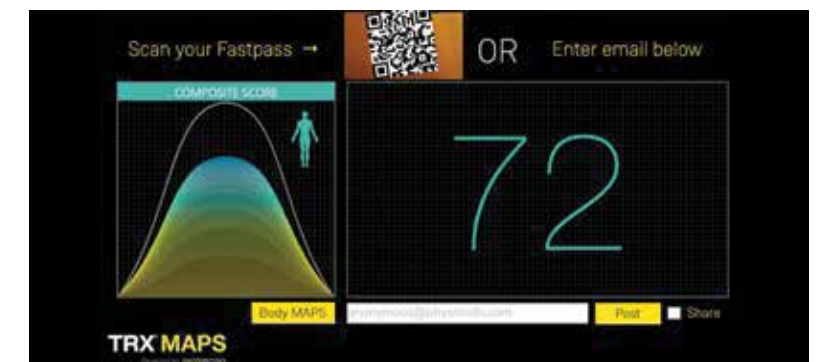 Scan your Fastpass →
OR
Enter email below
COMPOSITE SCORE
72
Body MAPS
Post
Share
TRX MAPS